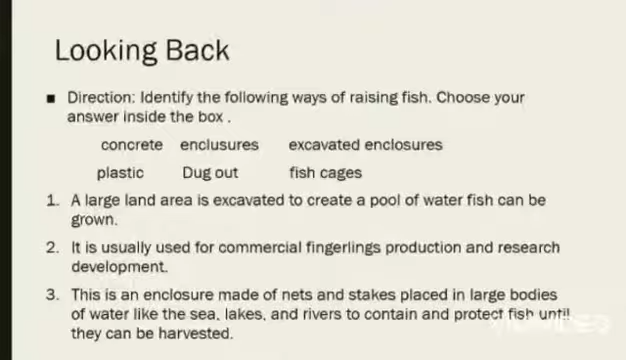 Looking Back
■ Direction: Identify the following ways of raising fish. Choose your
answer inside the box .
concrete enclusures excavated enclosures
plastic Dug out fish cages
1. A large land area is excavated to create a pool of water fish can be
grown.
2. It is usually used for commercial fingerlings production and research
development.
3. This is an enclosure made of nets and stakes placed in large bodies
of water like the sea, lakes, and rivers to contain and protect fish until
they can be harvested.